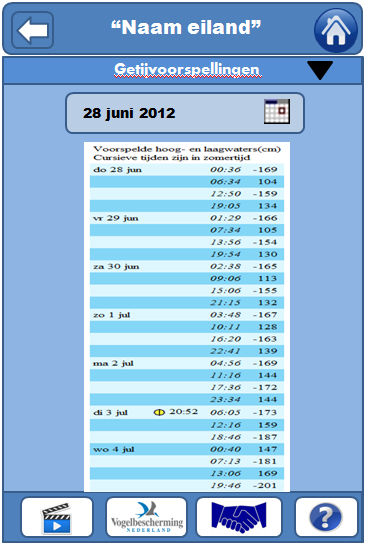 “Naam eiland”
Getijvoorspellingen
28 juni 2012
Voorspelde hoog- en laagwaters(cm)
Cursieve tijden zijn in zomertijd
do 28 jun 00:36 -169
06:34 104
12:50 -159
19:05 134
vr 29 jun 01:29 -166
07:34 105
13:56 -154
19:54 130
za 30 jun 02:38 -165
09:06 113
15:06 -155
21:15 132
zo 1 jul 03:48 -167
10:11 128
16:20 -163
22:41 139
ma 2 jul 04:56 -169
11:16 144
17:36 -172
23:34 144
di 3 jul 20:52 06:05 -173
12:16 159
18:46 -187
wo 4 jul 00:40 147
07:13 -181
13:06 169
19:46 -201
Vogelbescherming
NEDERLAND
?